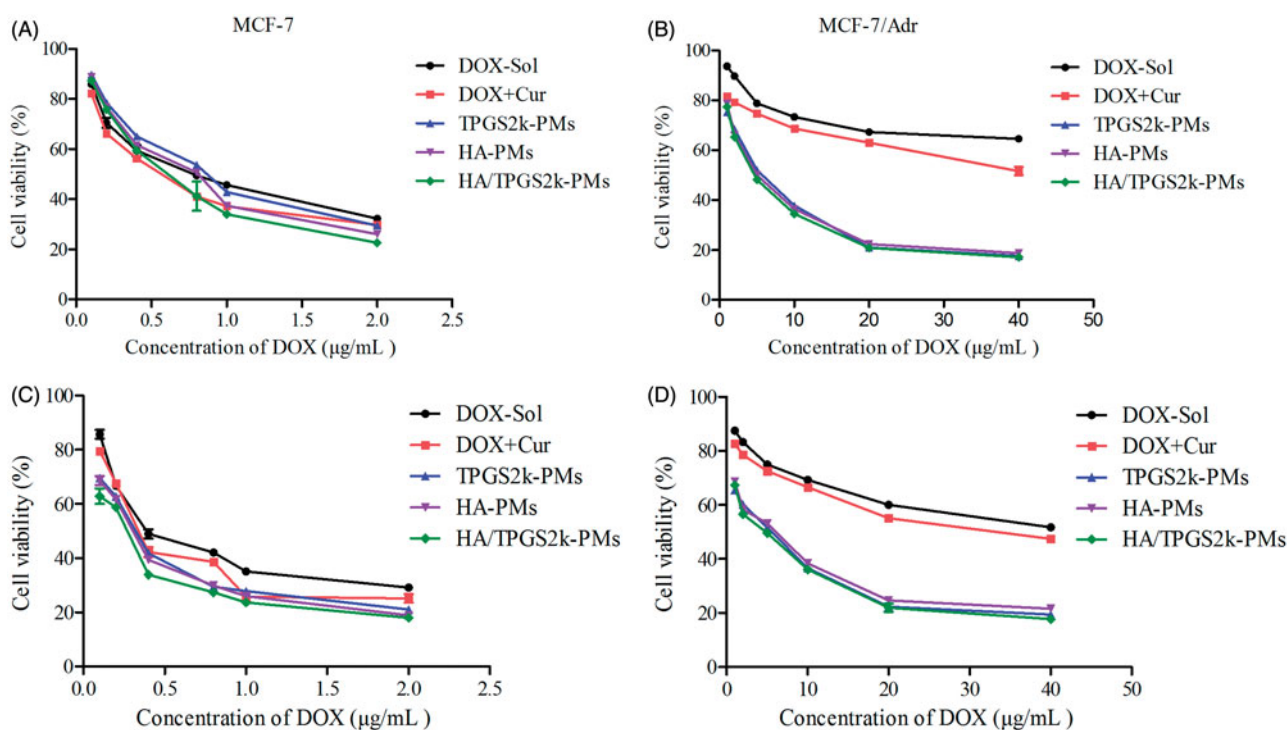 (A)
MCF-7
100
80
60
40
20
0
0.0 0.5 1.0 1.5 2.0 2.5
Cell viability (%)
Concentration of DOX (μg/mL )
DOX-Sol
DOX+Cur
TPGS2k-PMs
HA-PMs
HA/TPGS2k-PMs
(B)
MCF-7/Adr
100
80
60
40
20
0
0 10 20 30 40 50
Cell viability (%)
Concentration of DOX (μg/mL )
DOX-Sol
DOX+Cur
TPGS2k-PMs
HA-PMs
HA/TPGS2k-PMs
(C)
100
80
60
40
20
0
0.0 0.5 1.0 1.5 2.0 2.5
Cell viability (%)
Concentration of DOX (μg/mL )
DOX-Sol
DOX+Cur
TPGS2k-PMs
HA-PMs
HA/TPGS2k-PMs
(D)
100
80
60
40
20
0
0 10 20 30 40 50
Cell viability (%)
Concentration of DOX (μg/mL )
DOX-Sol
DOX+Cur
TPGS2k-PMs
HA-PMs
HA/TPGS2k-PMs